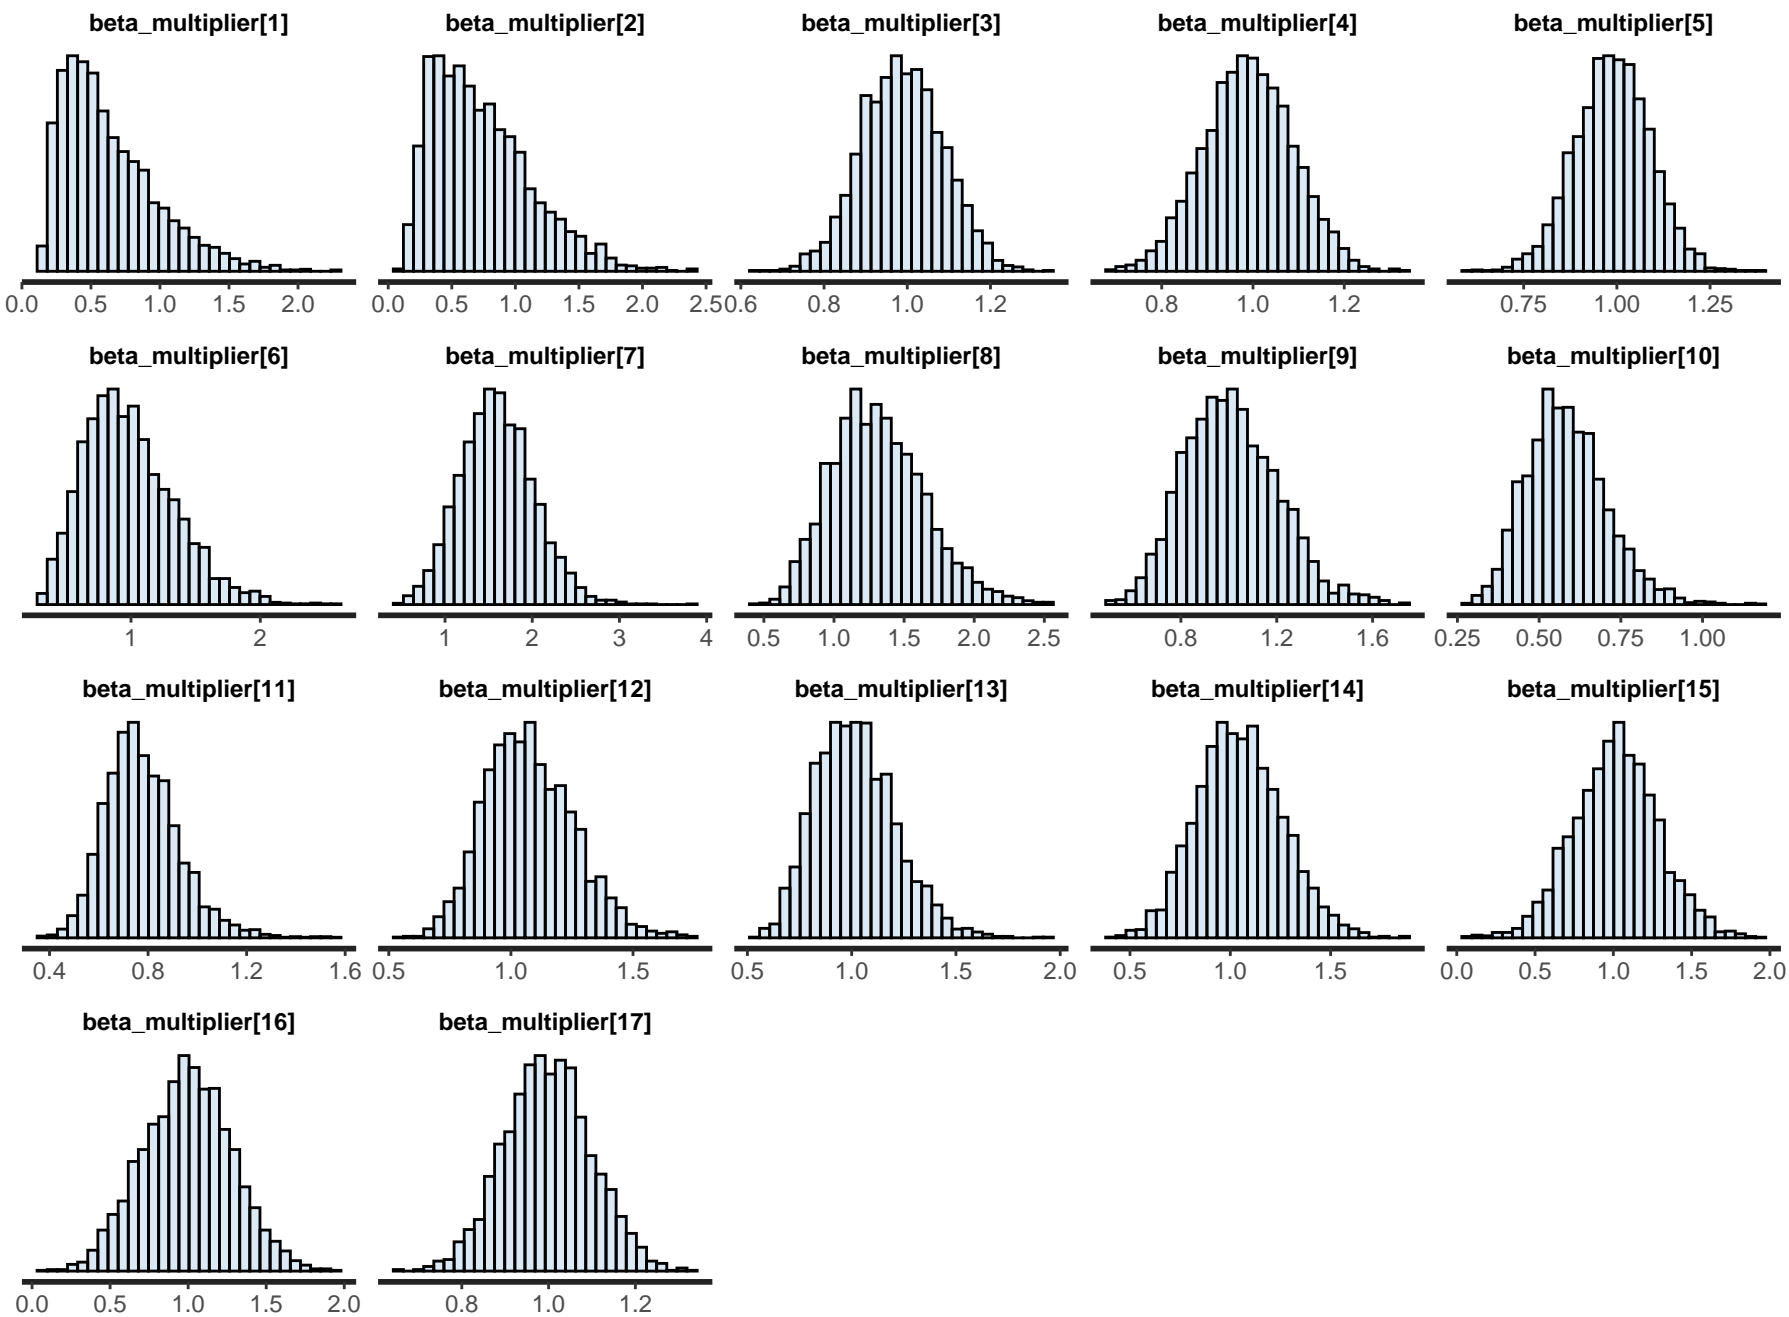 beta_multiplier[1] beta_multiplier[2] beta_multiplier[3] beta_multiplier[4] beta_multiplier[5]
0.0 0.5 1.0 1.5 2.0 0.0 0.5 1.0 1.5 2.0 2.5 0.6 0.8 1.0 1.2 0.8 1.0 1.2 0.75 1.00 1.25
beta_multiplier[6] beta_multiplier[7] beta_multiplier[8] beta_multiplier[9] beta_multiplier[10]
1 2 1 2 3 4 0.5 1.0 1.5 2.0 2.5 0.8 1.2 1.6 0.25 0.50 0.75 1.00
beta_multiplier[11] beta_multiplier[12] beta_multiplier[13] beta_multiplier[14] beta_multiplier[15]
0.4 0.8 1.2 1.6 0.5 1.0 1.5 0.5 1.0 1.5 2.0 0.5 1.0 1.5 0.0 0.5 1.0 1.5 2.0
beta_multiplier[16] beta_multiplier[17]
0.0 0.5 1.0 1.5 2.0 0.8 1.0 1.2